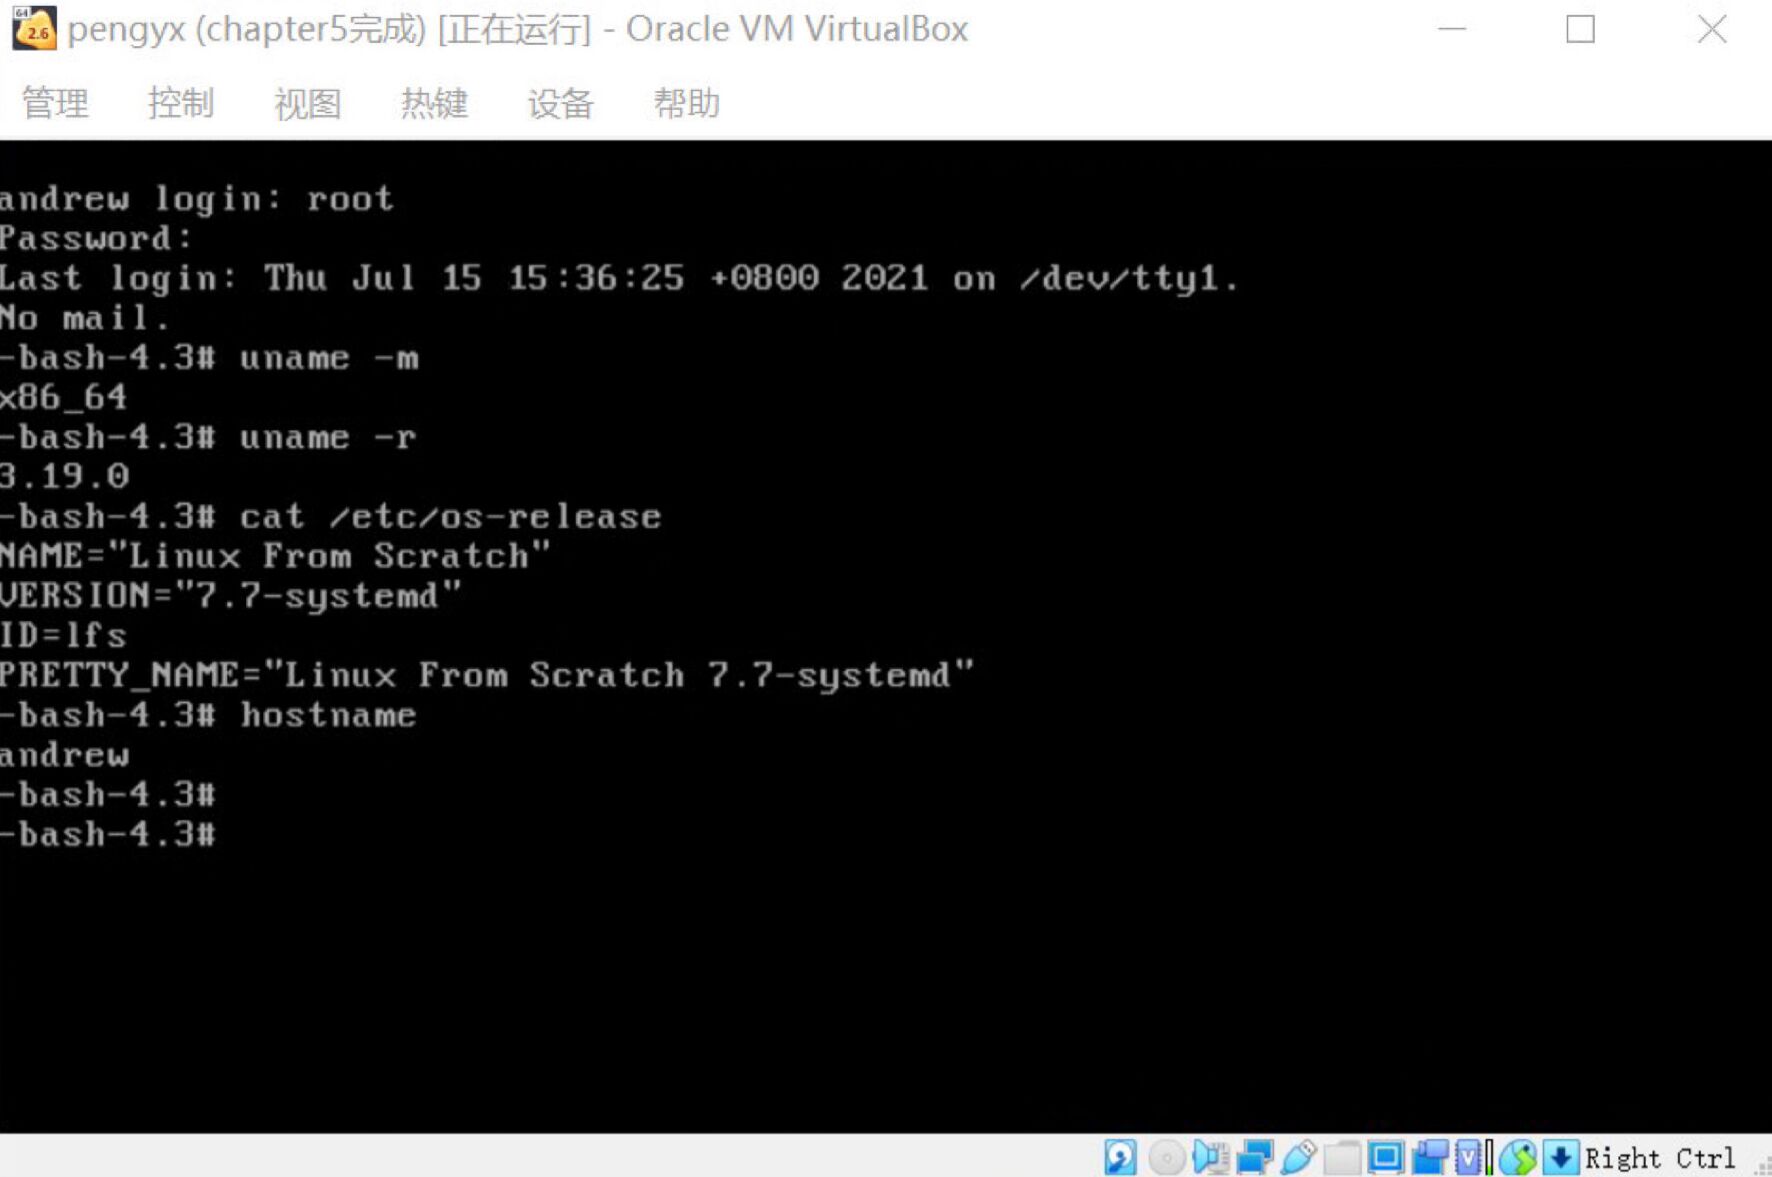 64
2.6
pengyx (chapter5完成) [正在运行] - Oracle VM VirtualBox
管理 控制 视图 热键 设备 帮助
andrew login: root
Password:
Last login: Thu Jul 15 15:36:25 +0800 2021 on /dev/tty1.
No mail.
-bash-4.3# uname -m
x86_64
-bash-4.3# uname -r
3.19.0
-bash-4.3# cat /etc/os-release
NAME="Linux From Scratch"
VERSION="7.7-systemd"
ID=lfs
PRETTY_NAME="Linux From Scratch 7.7-systemd"
-bash-4.3# hostname
andrew
-bash-4.3#
-bash-4.3#
V
Right Ctrl